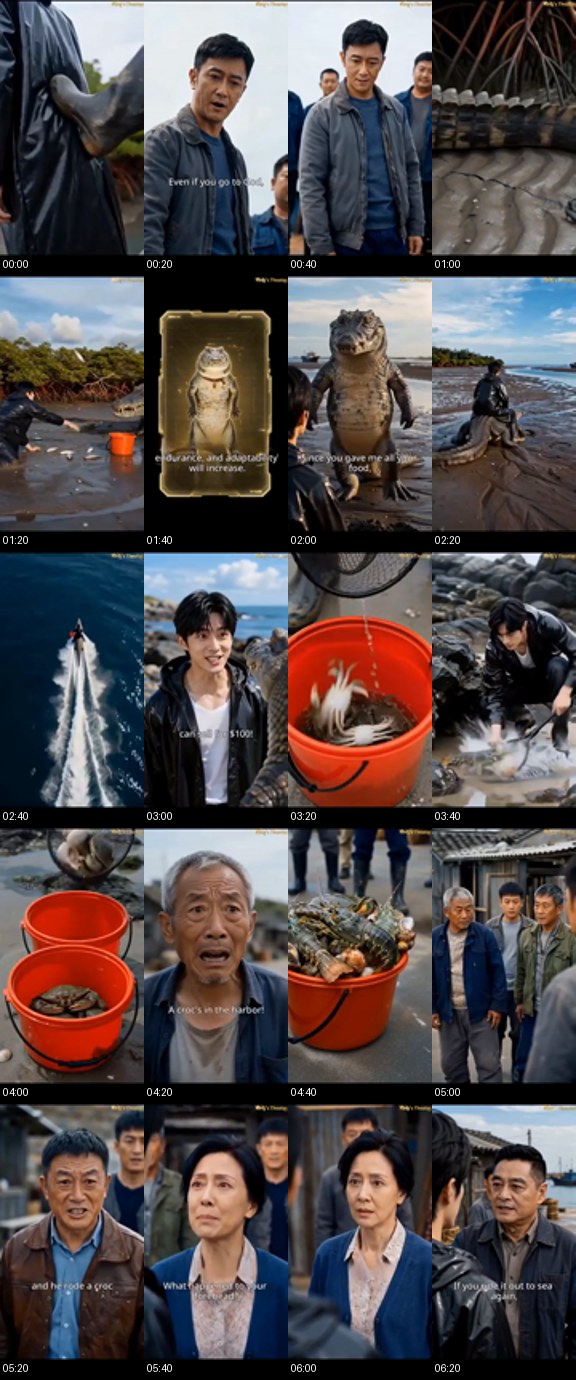 Even if you go to God,
00:00
00:20
00:40
01:00
endurance, and adaptability
will increase.
Since you gave me all your
food,
01:20
01:40
02:00
02:20
can sell for $100!
02:40
03:00
03:20
03:40
A croc's in the harbor!
04:00
04:20
04:40
05:00
and he rode a croc
What happened to your
forehead?
If you ride it out to sea
again,
05:20
05:40
06:00
06:20